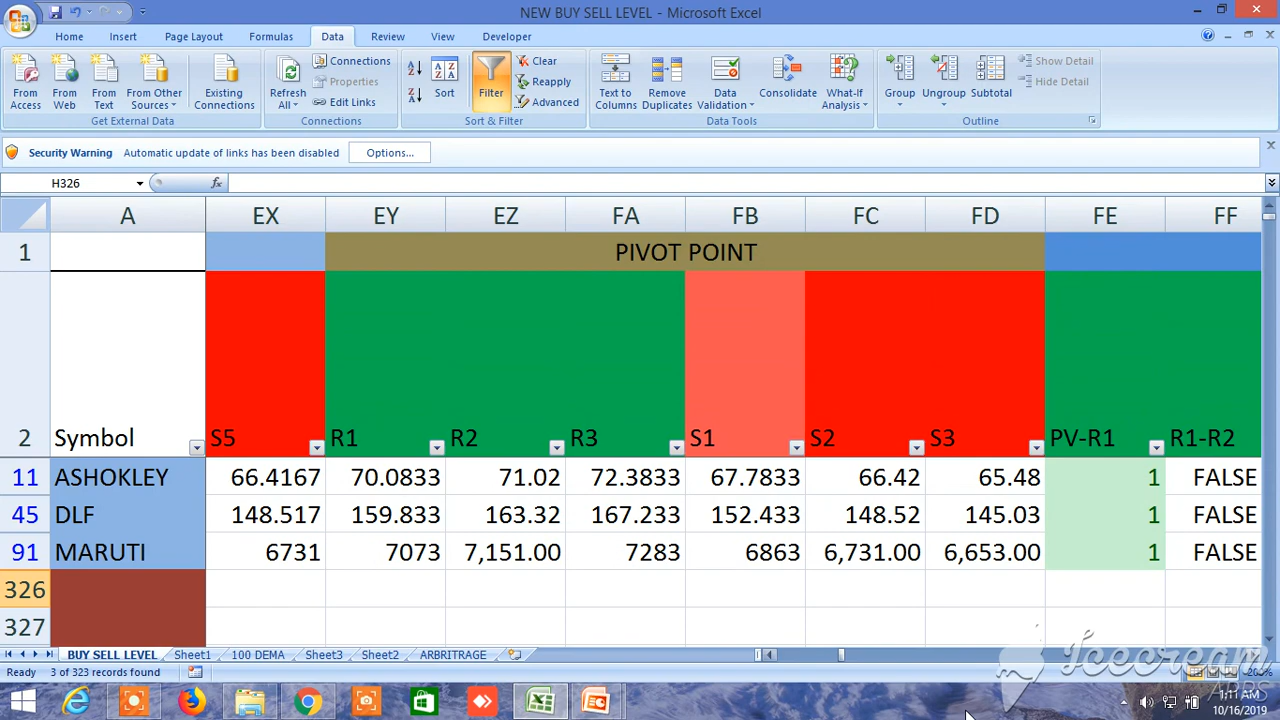 NEW BUY SELL LEVEL - Microsoft Excel
Home Insert Page Layout Formulas Data Review View Developer
From Access From Web From Text From Other Sources Existing Connections Refresh All Connections Properties Edit Links Sort Filter Clear Reapply Advanced Text to Columns Remove Duplicates Data Validation Consolidate What-If Analysis Group Ungroup Subtotal Show Detail Hide Detail
Get External Data Connections Sort & Filter Data Tools Outline
Security Warning Automatic update of links has been disabled Options...
H326 fx
A EX EY EZ FA FB FC FD FE FF
1 PIVOT POINT
2 Symbol S5 R1 R2 R3 S1 S2 S3 PV-R1 R1-R2
11 ASHOKLEY 66.4167 70.0833 71.02 72.3833 67.7833 66.42 65.48 1 FALSE
45 DLF 148.517 159.833 163.32 167.233 152.433 148.52 145.03 1 FALSE
91 MARUTI 6731 7073 7,151.00 7283 6863 6,731.00 6,653.00 1 FALSE
326
327
BUY SELL LEVEL Sheet1 100 DEMA Sheet3 Sheet2 ARBRITRAGE
Ready 3 of 323 records found
Icecream
APPS
1:11 AM
10/16/2019